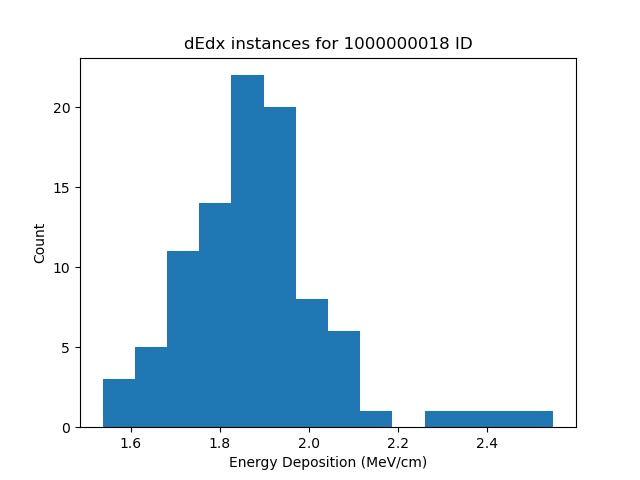 dEdx instances for 1000000018 ID
Count
20
15
10
5
0
1.6 1.8 2.0 2.2 2.4
Energy Deposition (MeV/cm)